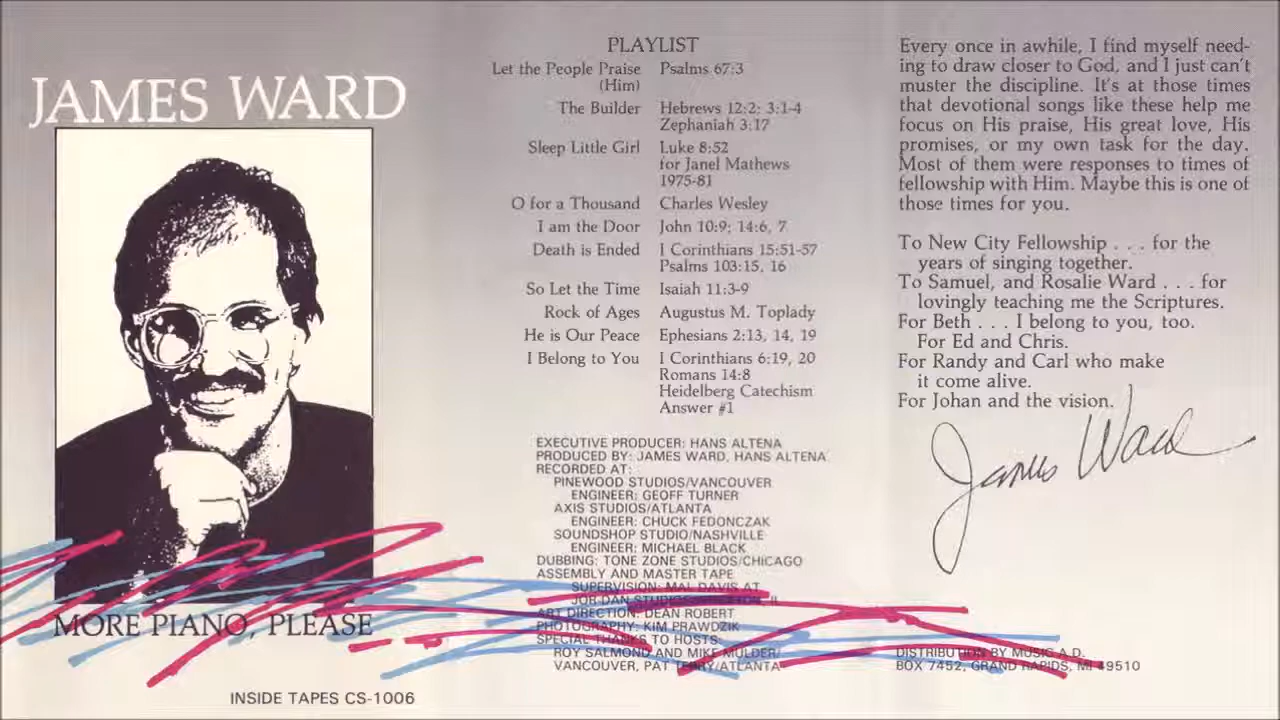 JAMES WARD
MORE PIANO, PLEASE
INSIDE TAPES CS-1006
PLAYLIST
Let the People Praise (Him) Psalms 67:3
The Builder Hebrews 12:2; 3:1-4
Zephaniah 3:17
Sleep Little Girl Luke 8:52
for Janel Mathews
1975-81
O for a Thousand Charles Wesley
I am the Door John 10:9; 14:6, 7
Death is Ended I Corinthians 15:51-57
Psalms 103:15, 16
So Let the Time Isaiah 11:3-9
Rock of Ages Augustus M. Toplady
He is Our Peace Ephesians 2:13, 14, 19
I Belong to You I Corinthians 6:19, 20
Romans 14:8
Heidelberg Catechism
Answer #1
EXECUTIVE PRODUCER: HANS ALTENA
PRODUCED BY: JAMES WARD, HANS ALTENA
RECORDED AT:
PINEWOOD STUDIOS/VANCOUVER
ENGINEER: GEOFF TURNER
AXIS STUDIOS/ATLANTA
ENGINEER: CHUCK FEDONCZAK
SOUNDSHOP STUDIO/NASHVILLE
ENGINEER: MICHAEL BLACK
DUBBING: TONE ZONE STUDIOS/CHICAGO
ASSEMBLY AND MASTER TAPE
SUPERVISION: MAL DAVIS AT
JOR-DAN IL
ART DIRECTION: DEAN ROBERT
PHOTOGRAPHY: KIM PRAWDZIK
SPECIAL THANKS TO HOSTS:
ROY SALMOND AND MIKE MULDER/
VANCOUVER, PAT TERRY/ATLANTA
Every once in awhile, I find myself need-
ing to draw closer to God, and I just can't
muster the discipline. It's at those times
that devotional songs like these help me
focus on His praise, His great love, His
promises, or my own task for the day.
Most of them were responses to times of
fellowship with Him. Maybe this is one of
those times for you.
To New City Fellowship . . . for the
years of singing together.
To Samuel, and Rosalie Ward . . . for
lovingly teaching me the Scriptures.
For Beth . . . I belong to you, too.
For Ed and Chris.
For Randy and Carl who make
it come alive.
For Johan and the vision.
James Ward
DISTRIBUTION BY MUSIC A.D.
BOX 7452, GRAND RAPIDS, MI 49510